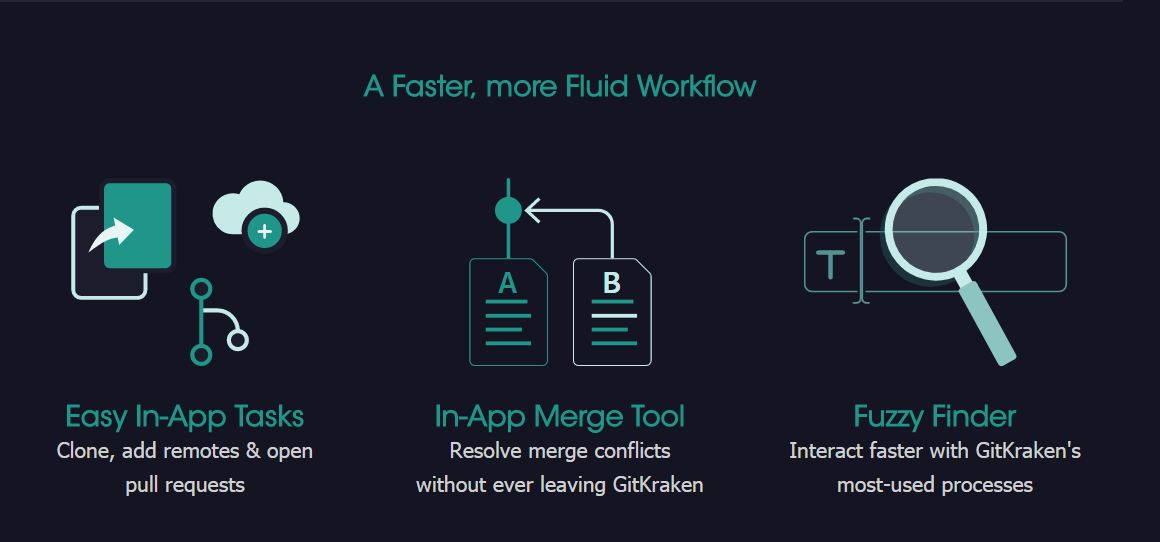 A Faster, more Fluid Workflow
T
A
B
Easy In-App Tasks
Clone, add remotes & open
pull requests
In-App Merge Tool
Resolve merge conflicts
without ever leaving GitKraken
Fuzzy Finder
Interact faster with GitKraken's
most-used processes